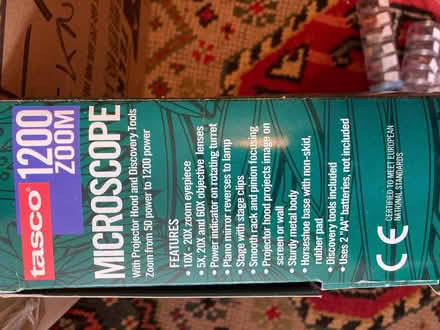 tasco®
1200
ZOOM
MICROSCOPE
With Projector Hood and Discovery Tools
Zoom from 50 power to 1200 power
FEATURES
• 10X - 20X zoom eyepiece
• 5X, 20X and 60X objective lenses
• Power indicator on rotating turret
• Plano mirror reverses to lamp
• Stage with stage clips
• Smooth rack and pinion focusing
• Projector hood projects image on
screen or wall
• Sturdy metal body
• Horseshoe base with non-skid,
rubber pad
• Discovery tools included
• Uses 2 "AA" batteries, not included
CE
CERTIFIED TO MEET EUROPEAN
NATIONAL STANDARDS